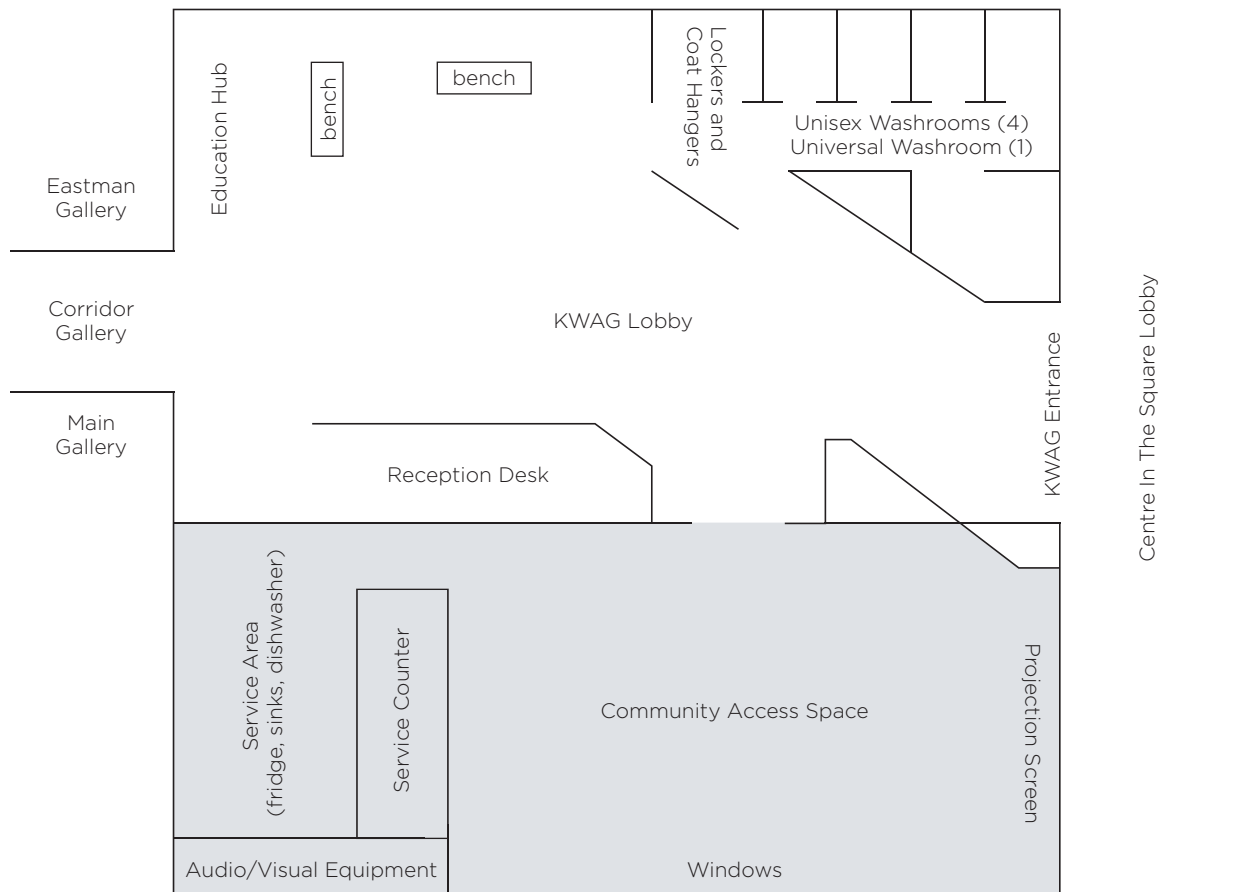 Education Hub
bench
bench
Lockers and
Coat Hangers
Unisex Washrooms (4)
Universal Washroom (1)
Eastman
Gallery
Corridor
Gallery
KWAG Lobby
KWAG Entrance
Centre In The Square Lobby
Main
Gallery
Reception Desk
Service Area
(fridge, sinks, dishwasher)
Service Counter
Community Access Space
Projection Screen
Audio/Visual Equipment
Windows